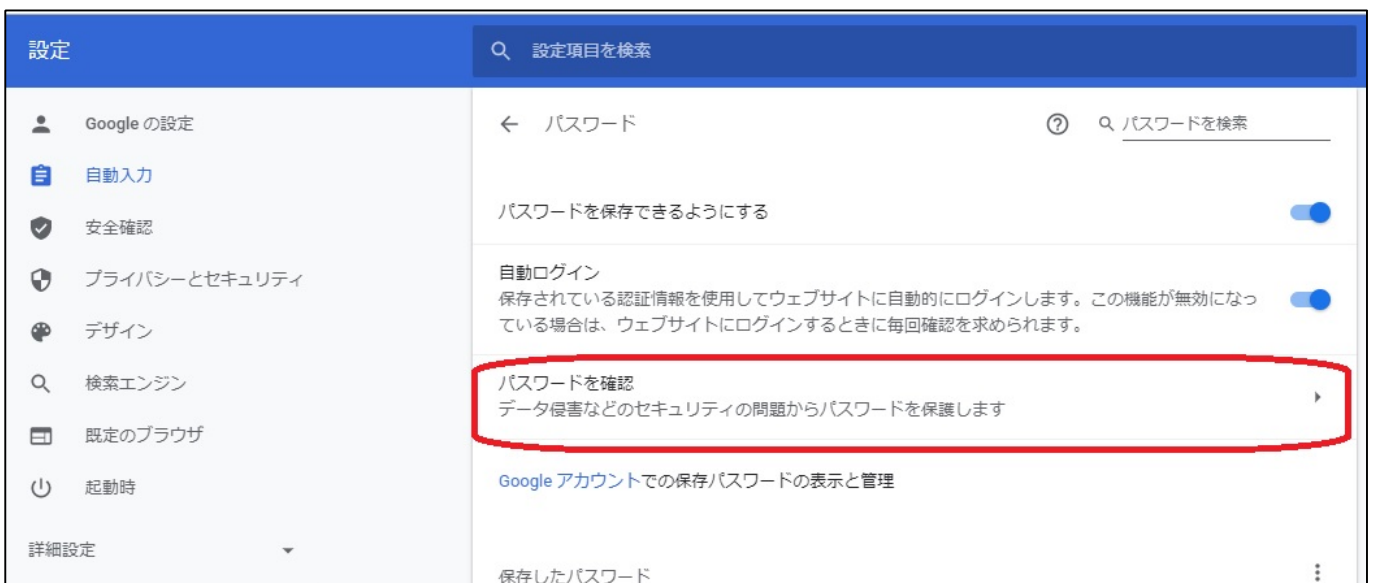 設定
設定項目を検索
Google の設定
自動入力
安全確認
プライバシーとセキュリティ
デザイン
検索エンジン
既定のブラウザ
起動時
詳細設定
パスワード
パスワードを検索
パスワードを保存できるようにする
自動ログイン
保存されている認証情報を使用してウェブサイトに自動的にログインします。この機能が無効になっ
ている場合は、ウェブサイトにログインするときに毎回確認を求められます。
パスワードを確認
データ侵害などのセキュリティの問題からパスワードを保護します
Google アカウントでの保存パスワードの表示と管理
保存したパスワード